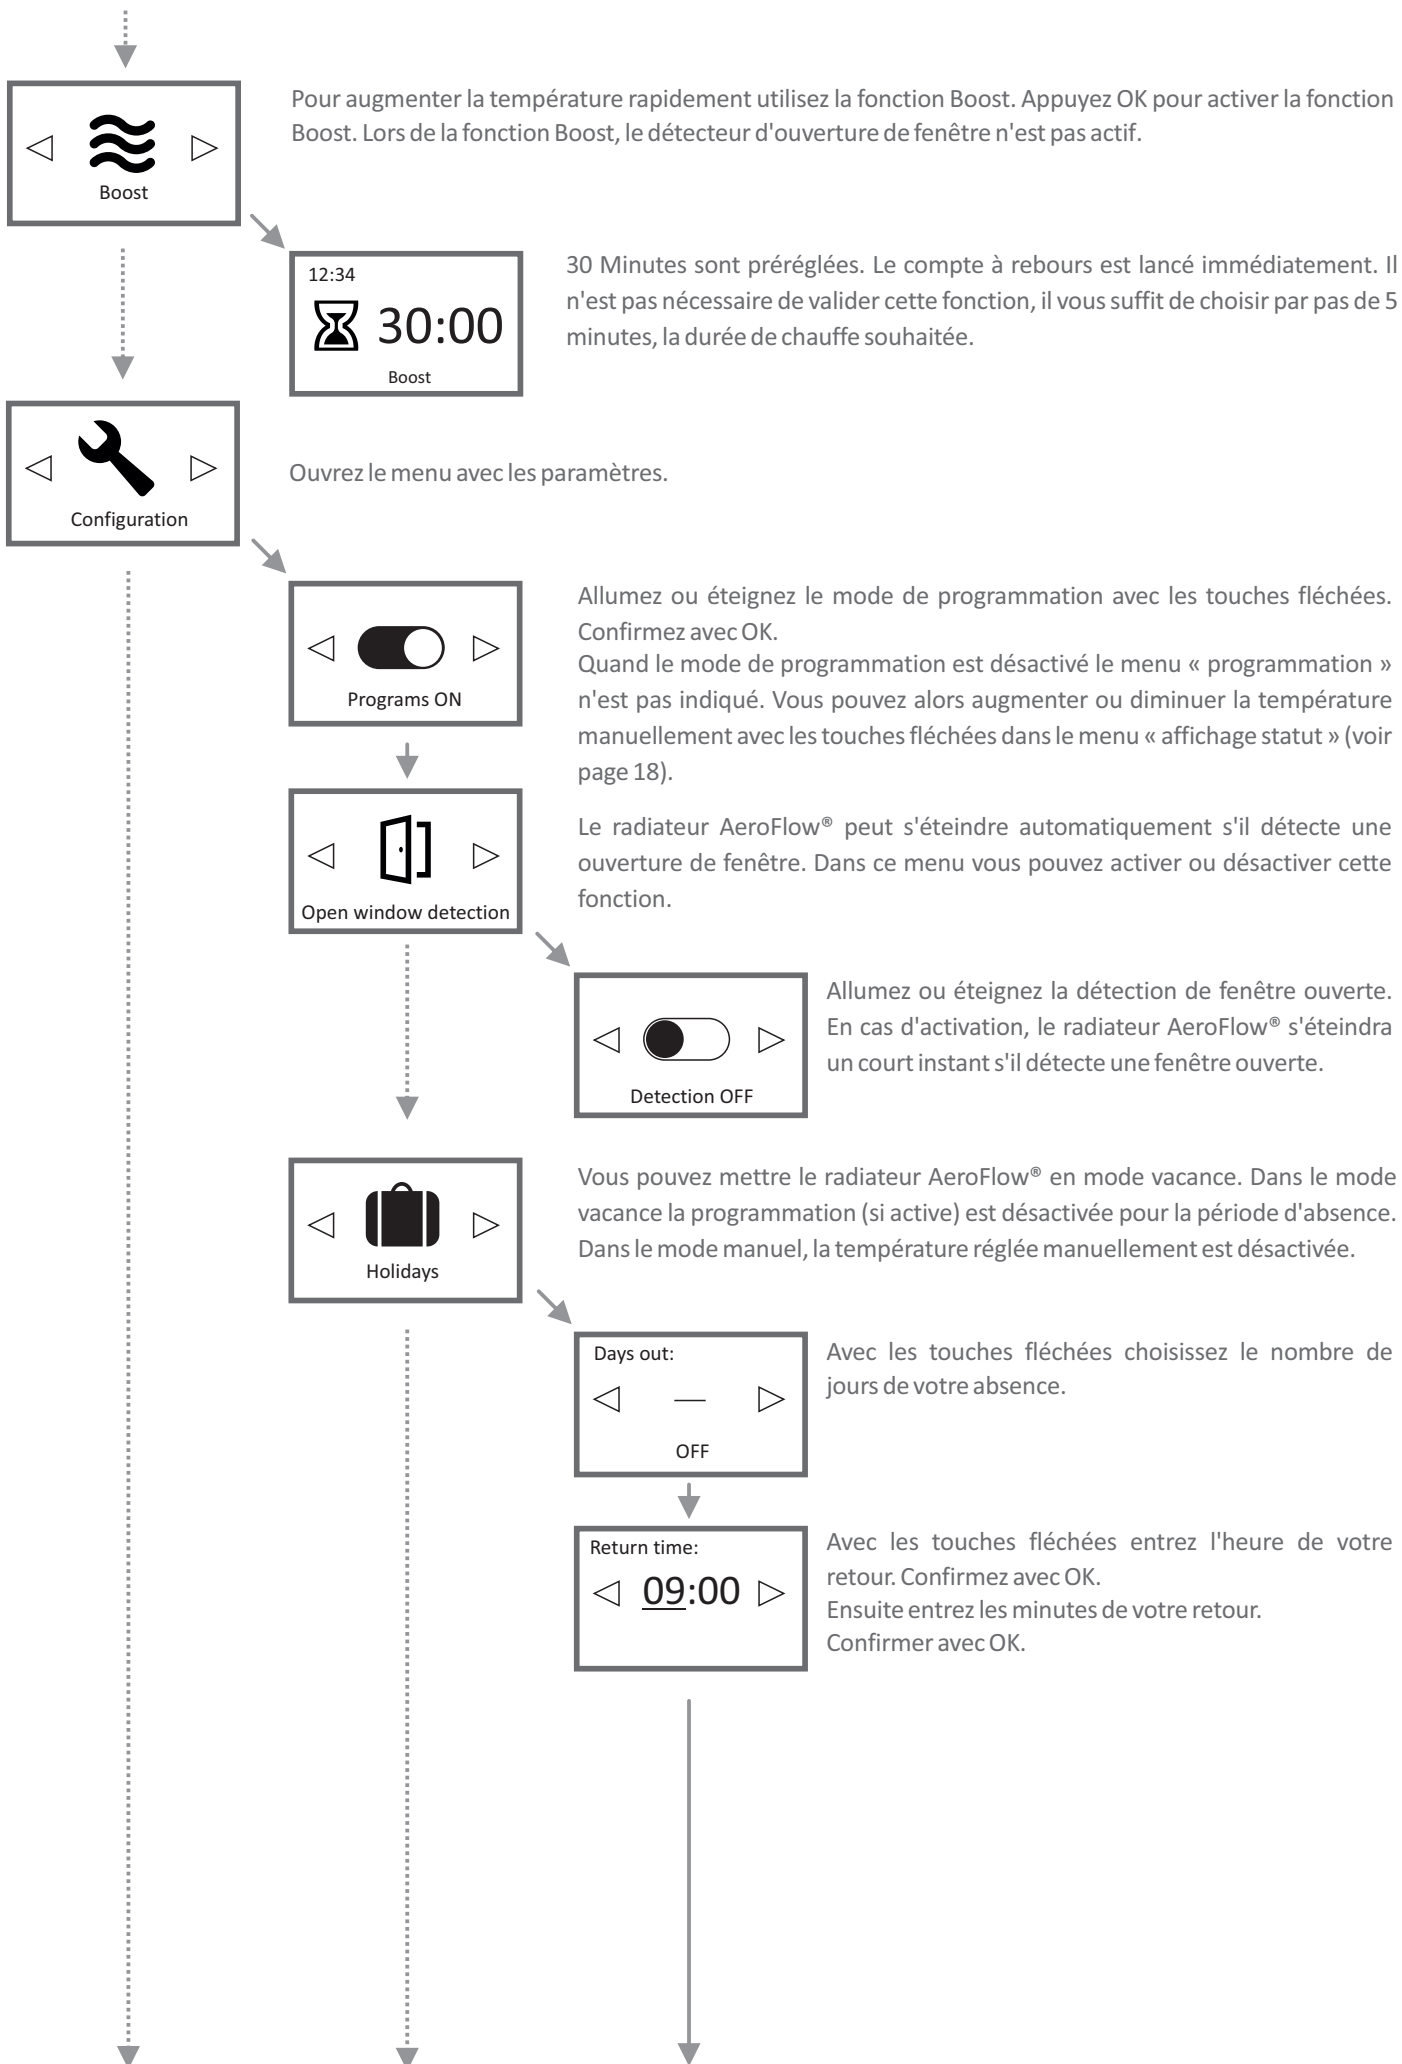 Pour augmenter la température rapidement utilisez la fonction Boost. Appuyez OK pour activer la fonction
Boost. Lors de la fonction Boost, le détecteur d'ouverture de fenêtre n'est pas actif.
Boost
12:34
30:00
Boost
30 Minutes sont préréglées. Le compte à rebours est lancé immédiatement. Il
n'est pas nécessaire de valider cette fonction, il vous suffit de choisir par pas de 5
minutes, la durée de chauffe souhaitée.
Configuration
Ouvrez le menu avec les paramètres.
Programs ON
Allumez ou éteignez le mode de programmation avec les touches fléchées.
Confirmez avec OK.
Quand le mode de programmation est désactivé le menu « programmation »
n'est pas indiqué. Vous pouvez alors augmenter ou diminuer la température
manuellement avec les touches fléchées dans le menu « affichage statut » (voir
page 18).
Open window detection
Le radiateur AeroFlow® peut s'éteindre automatiquement s'il détecte une
ouverture de fenêtre. Dans ce menu vous pouvez activer ou désactiver cette
fonction.
Detection OFF
Allumez ou éteignez la détection de fenêtre ouverte.
En cas d'activation, le radiateur AeroFlow® s'éteindra
un court instant s'il détecte une fenêtre ouverte.
Holidays
Vous pouvez mettre le radiateur AeroFlow® en mode vacance. Dans le mode
vacance la programmation (si active) est désactivée pour la période d'absence.
Dans le mode manuel, la température réglée manuellement est désactivée.
Days out:
—
OFF
Avec les touches fléchées choisissez le nombre de
jours de votre absence.
Return time:
09:00
Avec les touches fléchées entrez l'heure de votre
retour. Confirmez avec OK.
Ensuite entrez les minutes de votre retour.
Confirmer avec OK.